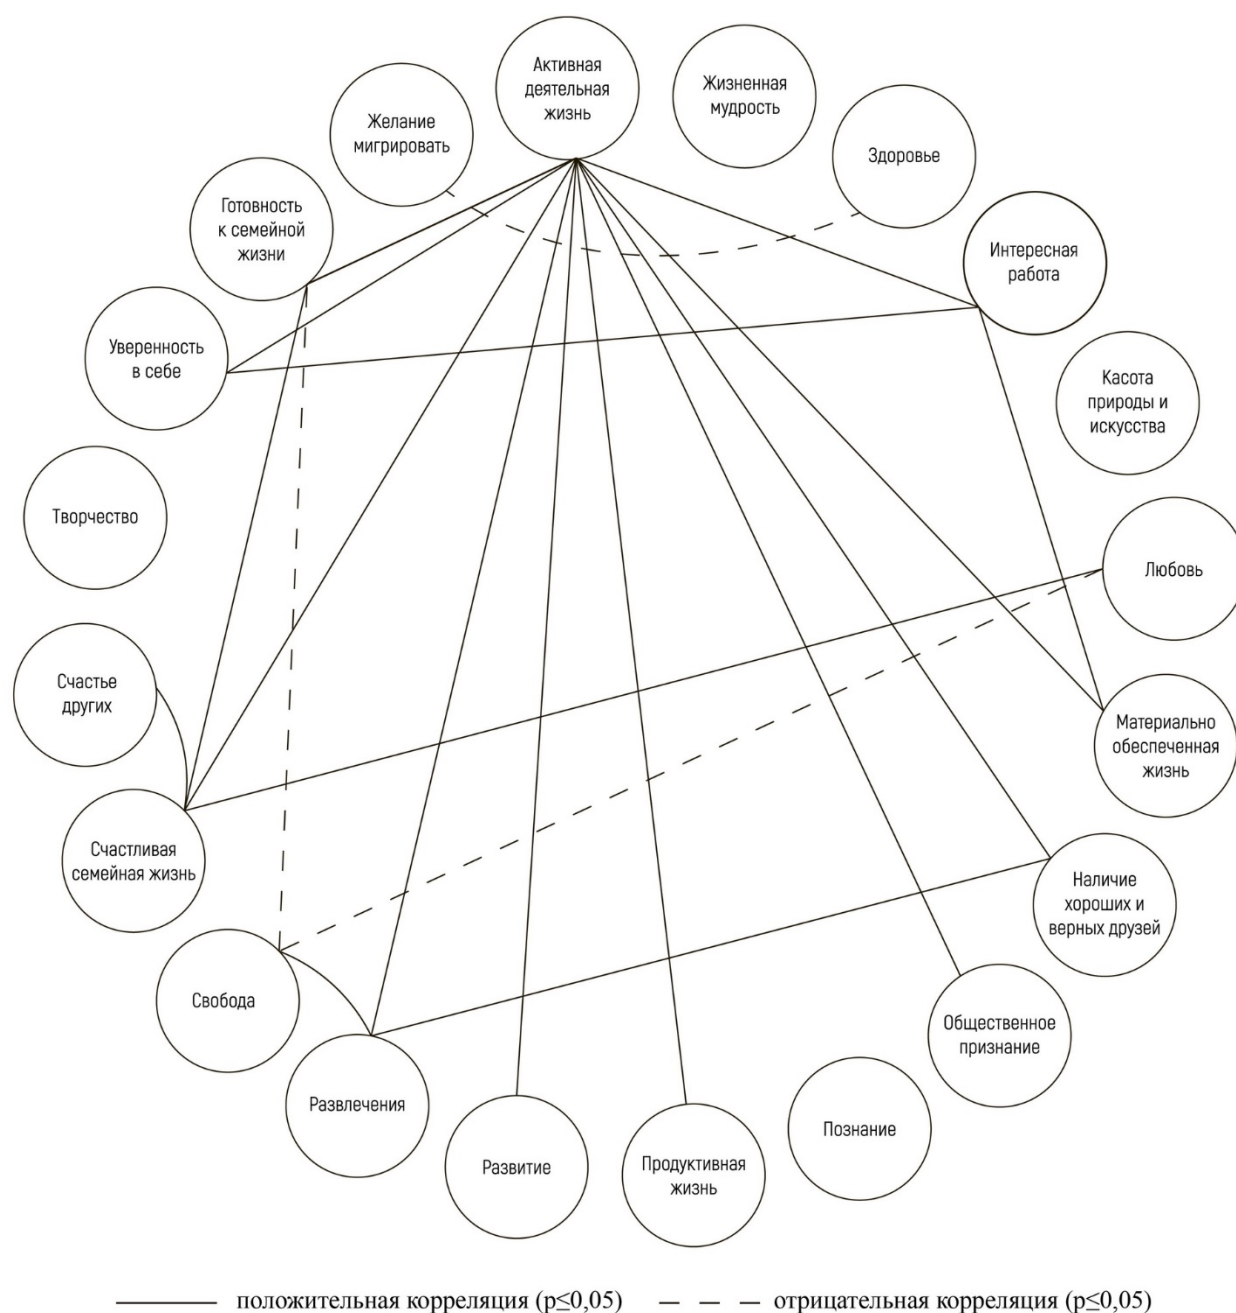 Активная
деятельная
жизнь
Жизненная
мудрость
Здоровье
Интересная
работа
Касота
природы и
искусства
Любовь
Материально
обеспеченная
жизнь
Наличие
хороших и
верных друзей
Общественное
признание
Познание
Продуктивная
жизнь
Развитие
Развлечения
Свобода
Счастливая
семейная жизнь
Счастье
других
Творчество
Уверенность
в себе
Готовность
к семейной
жизни
Желание
мигрировать
положительная корреляция (p≤0,05)
отрицательная корреляция (p≤0,05)